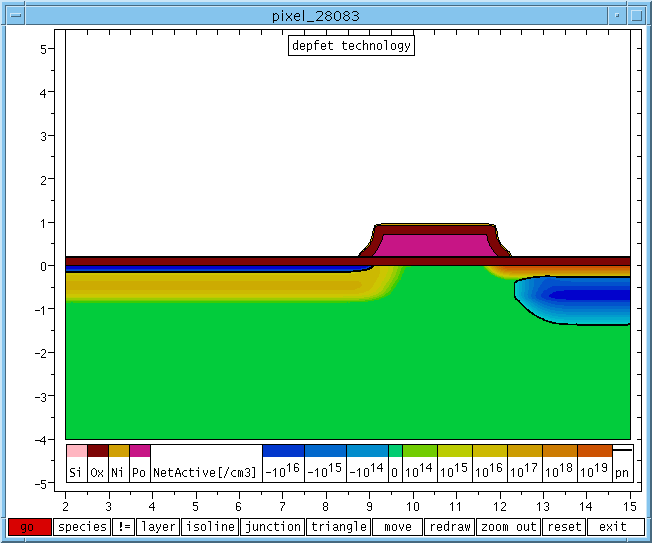 pixel_28083
depfet technology
5
4
3
2
1
0
-1
-2
-3
-4
-5
Si Ox Ni Po NetActive[/cm3] -10^16 -10^15 -10^14 0 10^14 10^15 10^16 10^17 10^18 10^19 pn
2 3 4 5 6 7 8 9 10 11 12 13 14 15
go species != layer isoline junction triangle move redraw zoom out reset exit